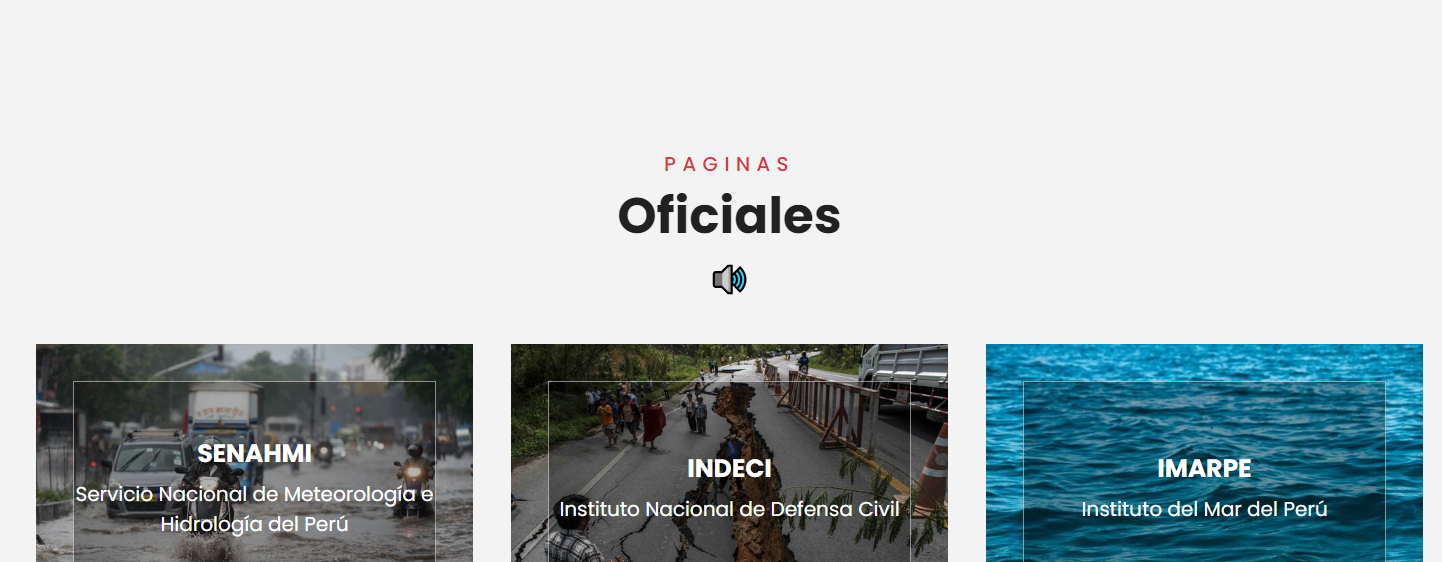 PAGINAS
Oficiales
SENAHMI
Servicio Nacional de Meteorología e
Hidrología del Perú
INDECI
Instituto Nacional de Defensa Civil
IMARPE
Instituto del Mar del Perú